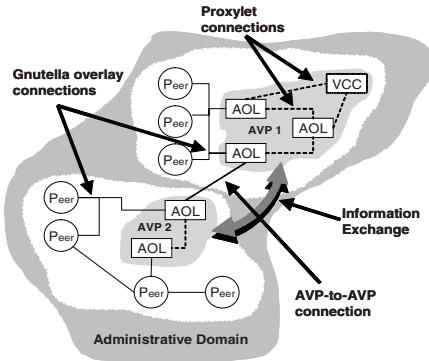 Proxylet
connections
Gnutella overlay
connections
Peer
VCC
AOL
Peer
AVP 1
AOL
Peer
AOL
Peer
AOL
AVP 2
Information
Exchange
Peer
AOL
Peer
Peer
AVP-to-AVP
connection
Administrative Domain